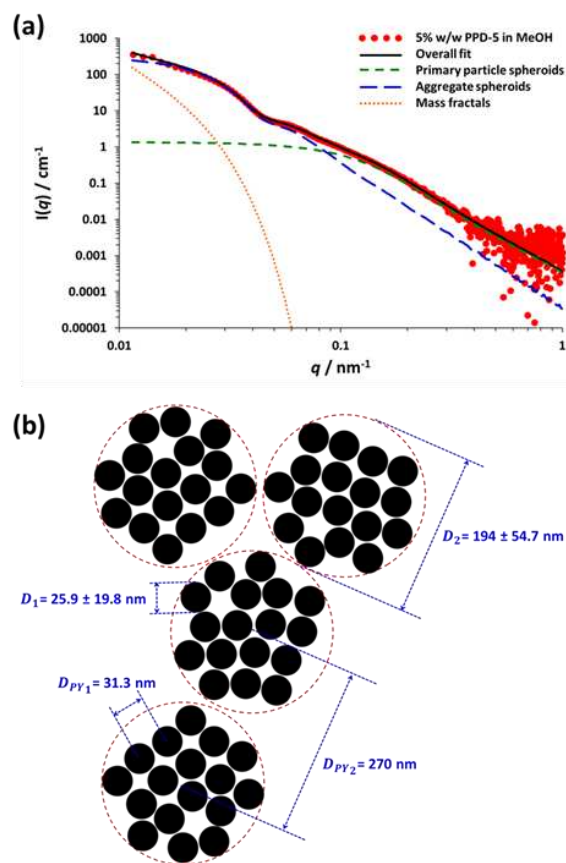 (a)
5% w/w PPD-5 in MeOH
Overall fit
Primary particle spheroids
Aggregate spheroids
Mass fractals
1000
100
10
1
0.1
0.01
0.001
0.0001
0.00001
I(q) / cm⁻¹
0.01
0.1
1
q / nm⁻¹
(b)
D₂ = 194 ± 54.7 nm
D₁ = 25.9 ± 19.8 nm
D_PY₁ = 31.3 nm
D_PY₂ = 270 nm